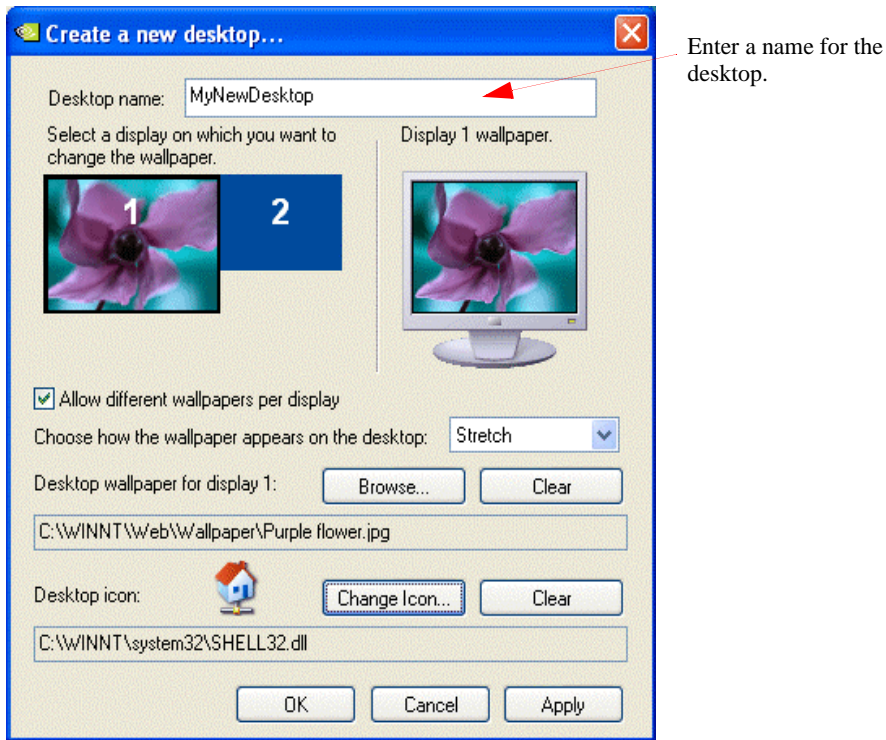 Create a new desktop...
Enter a name for the
desktop.
Desktop name:
MyNewDesktop
Select a display on which you want to
change the wallpaper.
Display 1 wallpaper.
1
2
Allow different wallpapers per display
Choose how the wallpaper appears on the desktop:
Stretch
Desktop wallpaper for display 1:
Browse...
Clear
C:\WINNT\Web\Wallpaper\Purple flower.jpg
Desktop icon:
Change Icon...
Clear
C:\WINNT\system32\SHELL32.dll
OK
Cancel
Apply